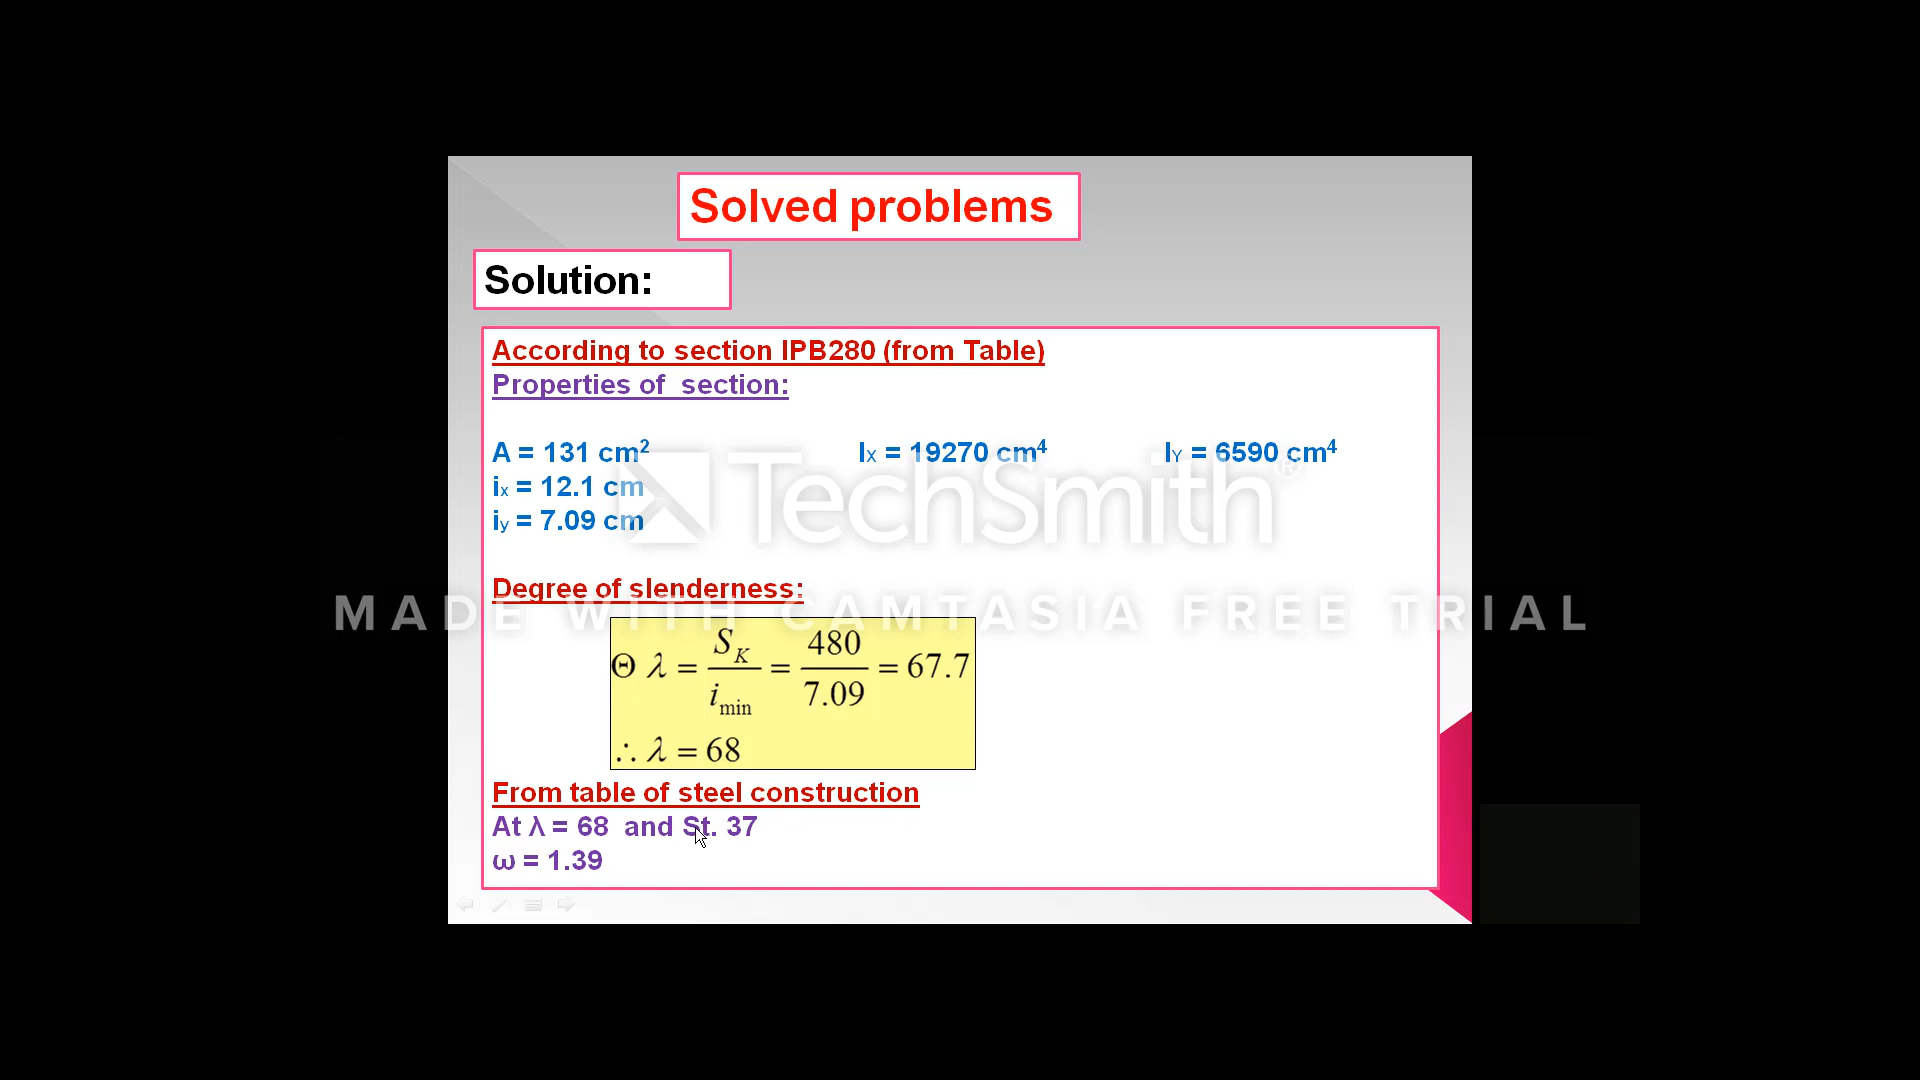 Solved problems
Solution:
According to section IPB280 (from Table)
Properties of section:
A = 131 cm² Iₓ = 19270 cm⁴ IY = 6590 cm⁴
iₓ = 12.1 cm
iy = 7.09 cm
TechSmith®
Degree of slenderness:
MADE WITH CAMTASIA FREE TRIAL
Θ λ = S_K / i_min = 480 / 7.09 = 67.7
∴ λ = 68
From table of steel construction
At λ = 68 and St. 37
ω = 1.39